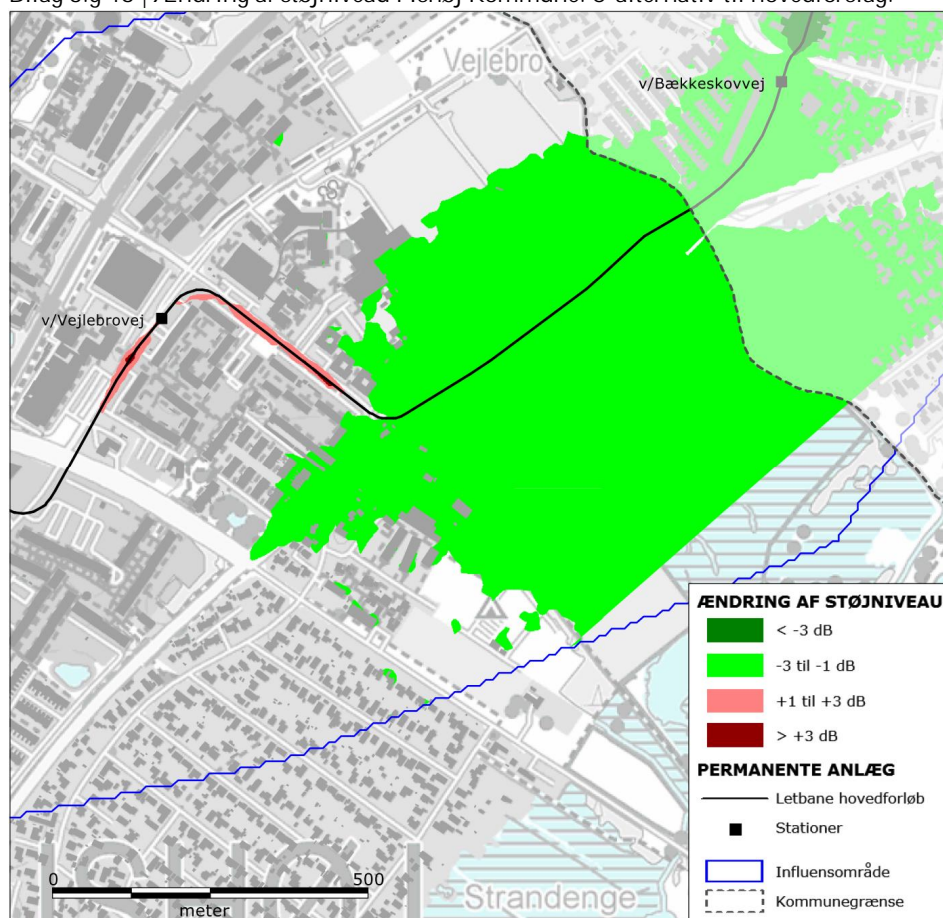 Vejlebro
v/Bækkeskovvej
v/Vejlebrovej
ÆNDRING AF STØJNIVEAU
< -3 dB
-3 til -1 dB
+1 til +3 dB
> +3 dB
PERMANENTE ANLÆG
Letbane hovedforløb
Stationer
Influensområde
Kommunegrænse
0 500
meter
Strandenge